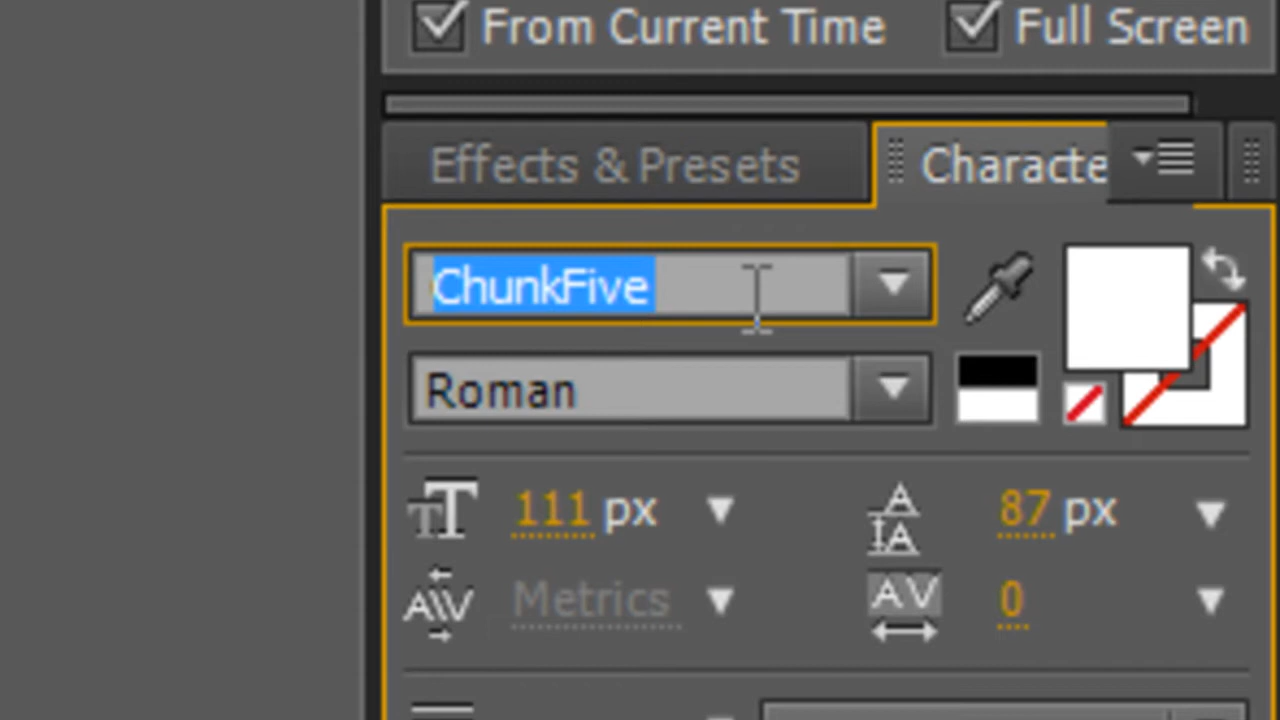 From Current Time Full Screen
Effects & Presets Characte
ChunkFive
Roman
111 px 87 px
Metrics 0